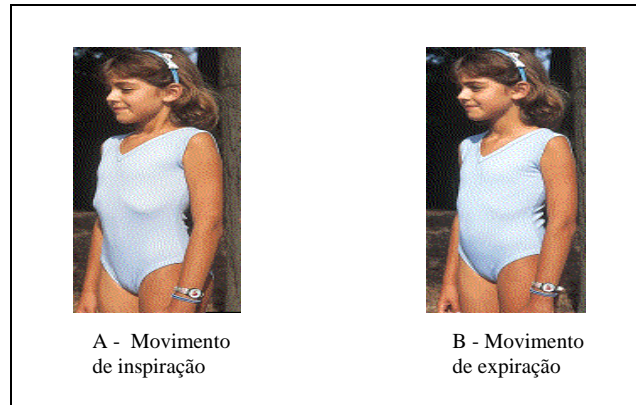 A - Movimento
de inspiração
B - Movimento
de expiração